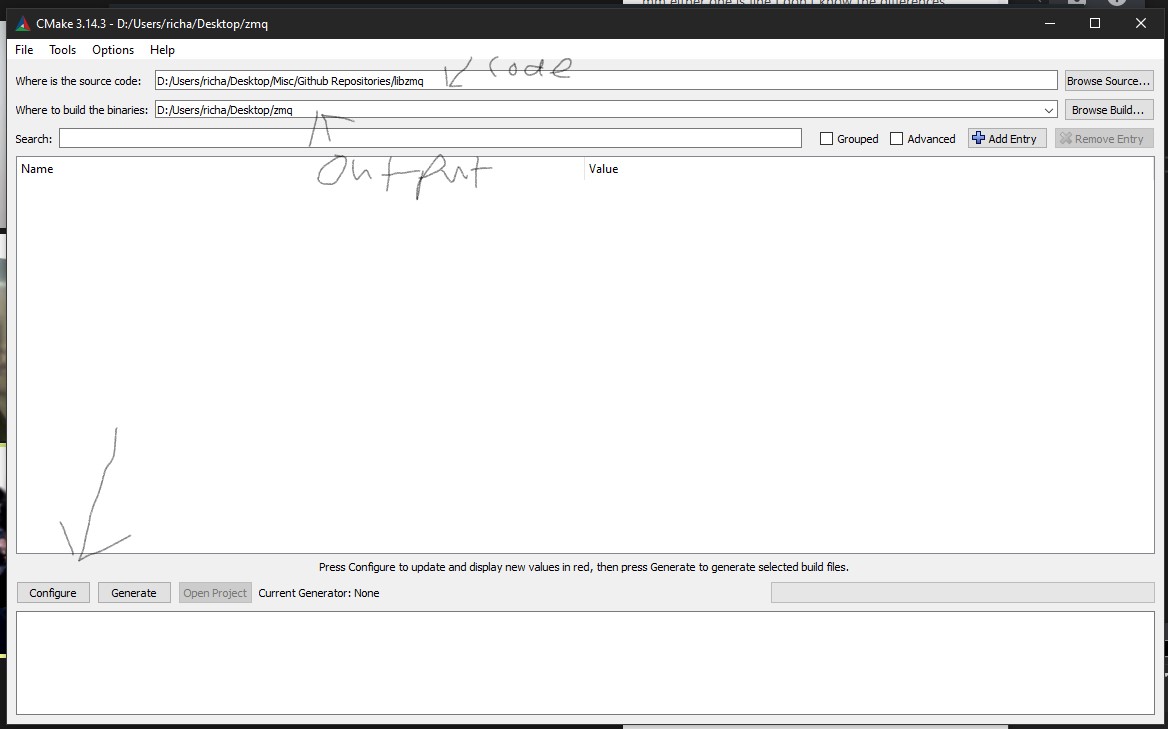 CMake 3.14.3 - D:/Users/richa/Desktop/zmq
File Tools Options Help
code
Where is the source code: D:/Users/richa/Desktop/Misc/Github Repositories/libzmq Browse Source...
Where to build the binaries: D:/Users/richa/Desktop/zmq Browse Build...
Search: Grouped Advanced Add Entry Remove Entry
output
Name Value
Press Configure to update and display new values in red, then press Generate to generate selected build files.
Configure Generate Open Project Current Generator: None